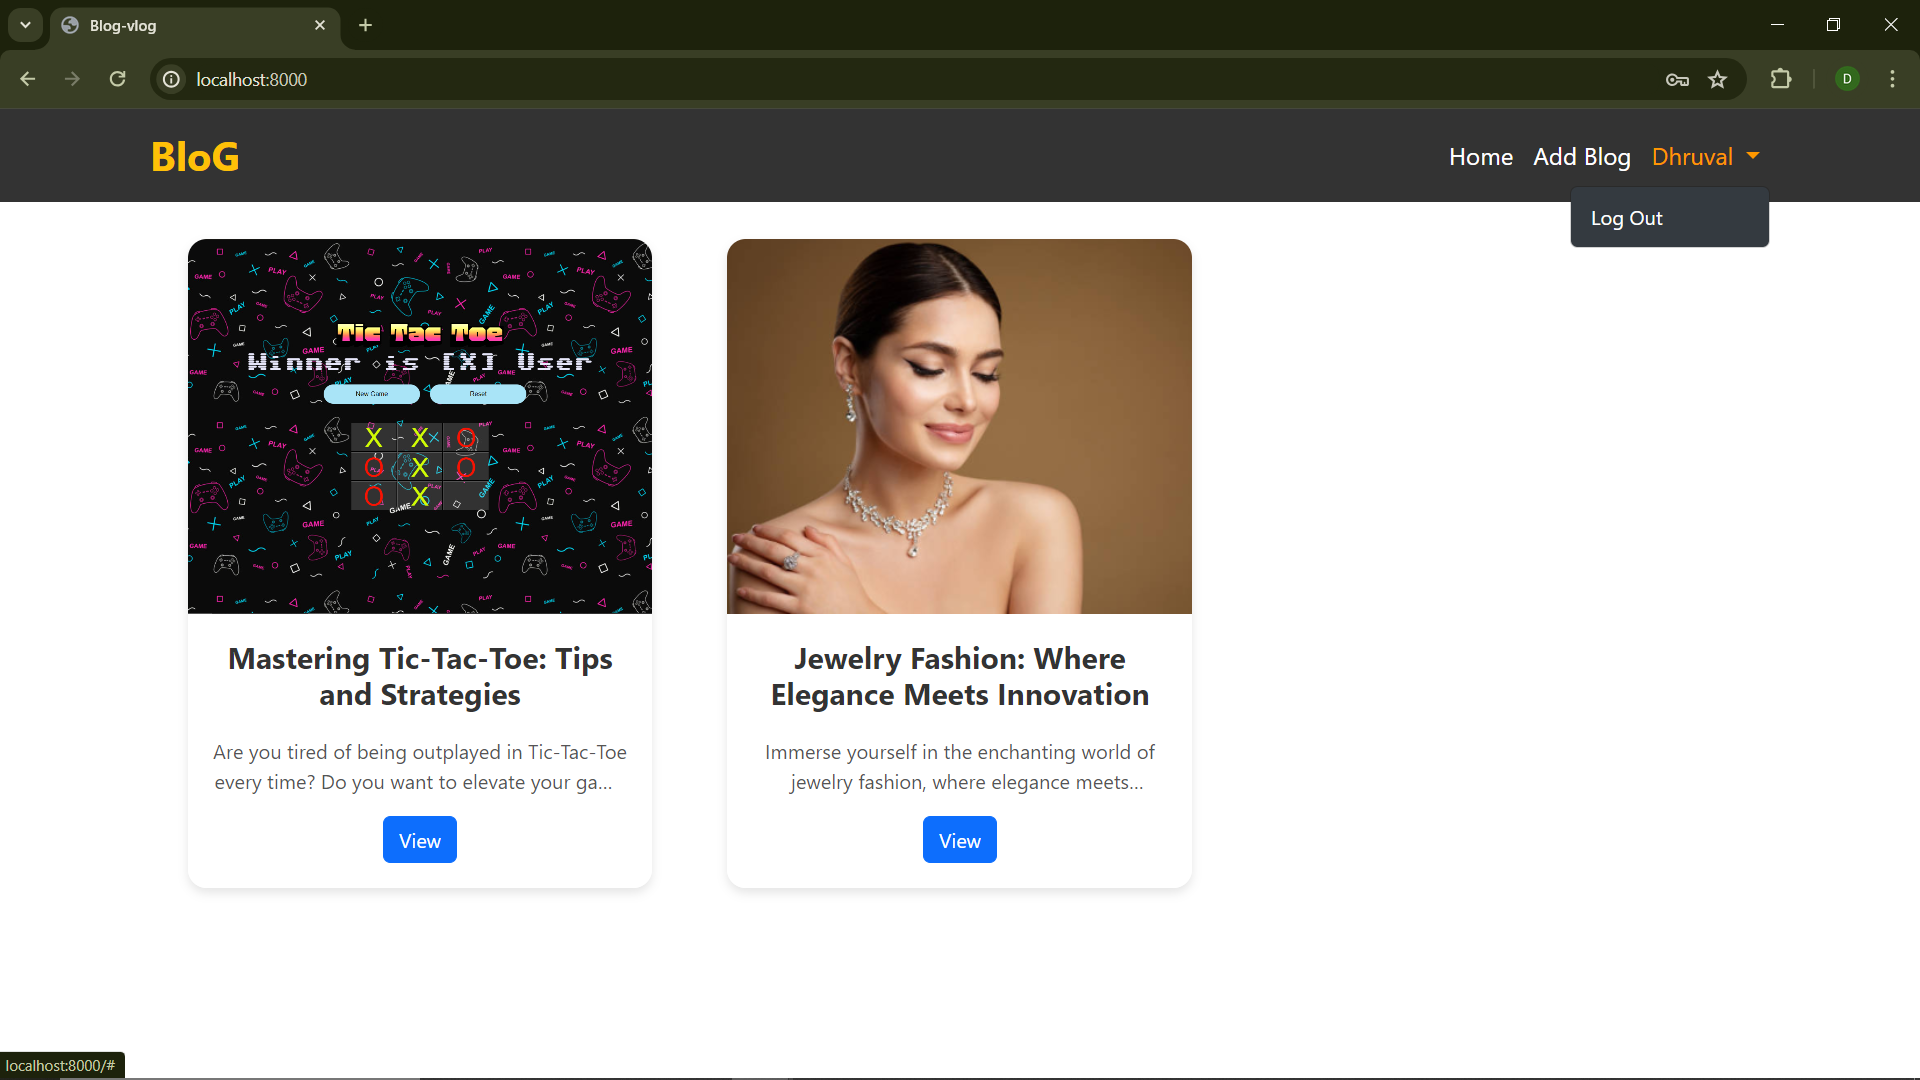 Blog-vlog
localhost:8000
D
BloG
Home Add Blog Dhruval
Log Out
Tic Tac Toe
Winner is [X] User
New Game Reset
X X O
O X O
O X
Mastering Tic-Tac-Toe: Tips
and Strategies
Are you tired of being outplayed in Tic-Tac-Toe
every time? Do you want to elevate your ga...
View
Jewelry Fashion: Where
Elegance Meets Innovation
Immerse yourself in the enchanting world of
jewelry fashion, where elegance meets...
View
localhost:8000/#